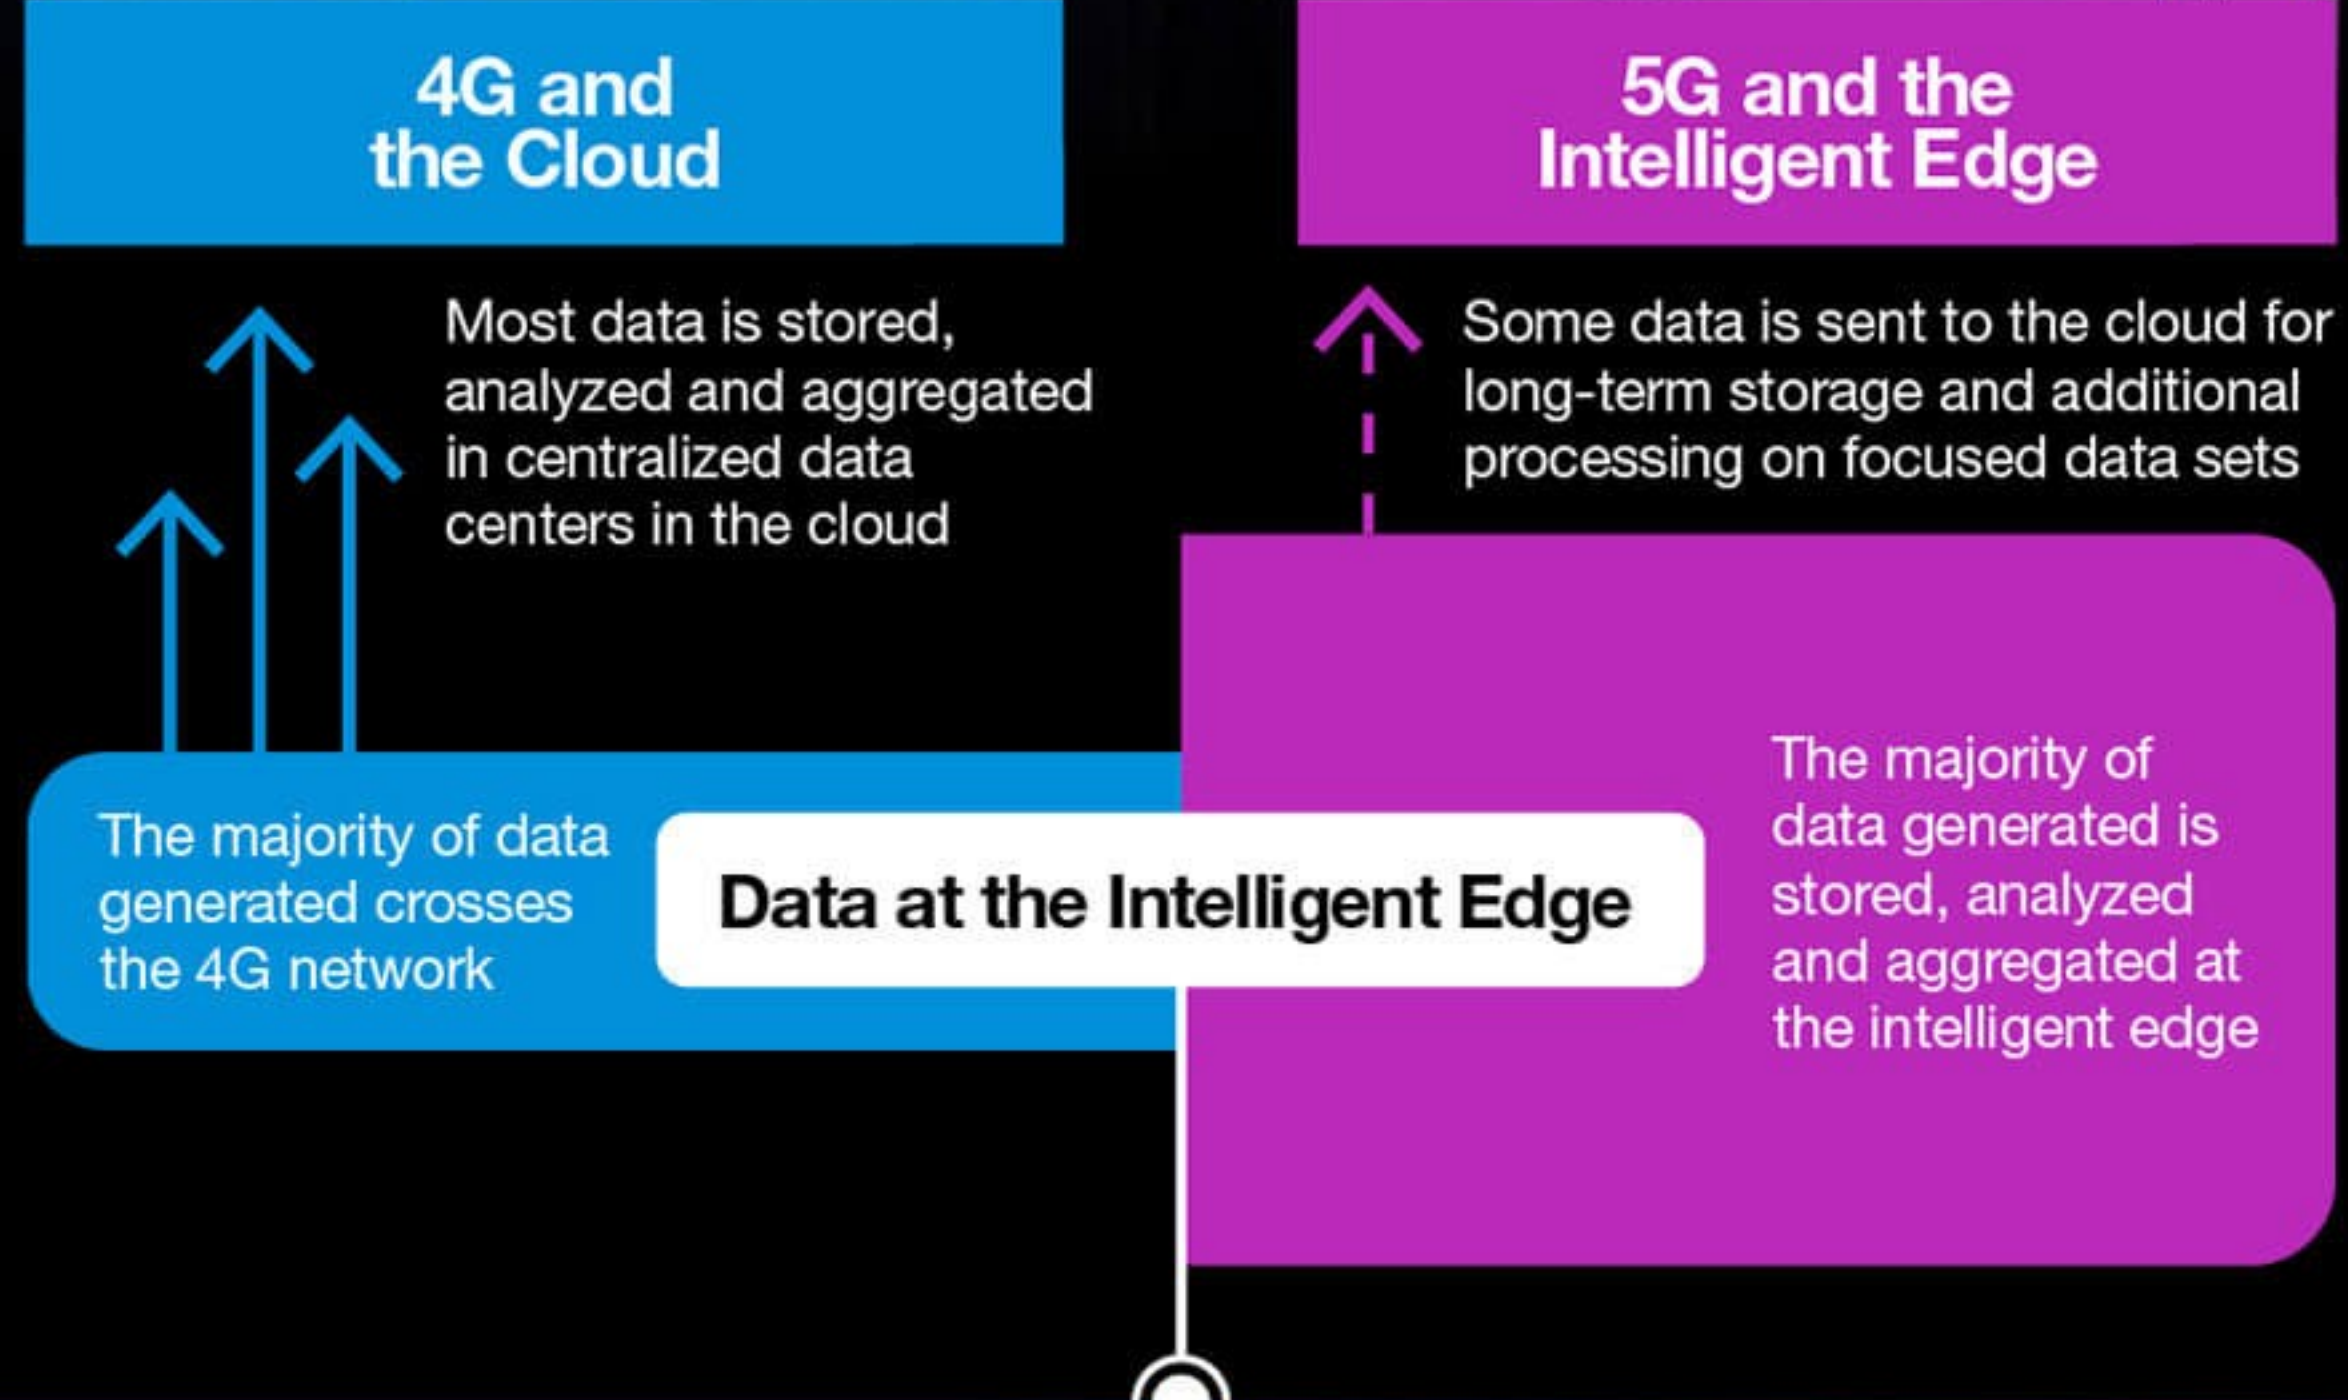 4G and
the Cloud
5G and the
Intelligent Edge
Most data is stored,
analyzed and aggregated
in centralized data
centers in the cloud
Some data is sent to the cloud for
long-term storage and additional
processing on focused data sets
The majority of data
generated crosses
the 4G network
Data at the Intelligent Edge
The majority of
data generated is
stored, analyzed
and aggregated at
the intelligent edge